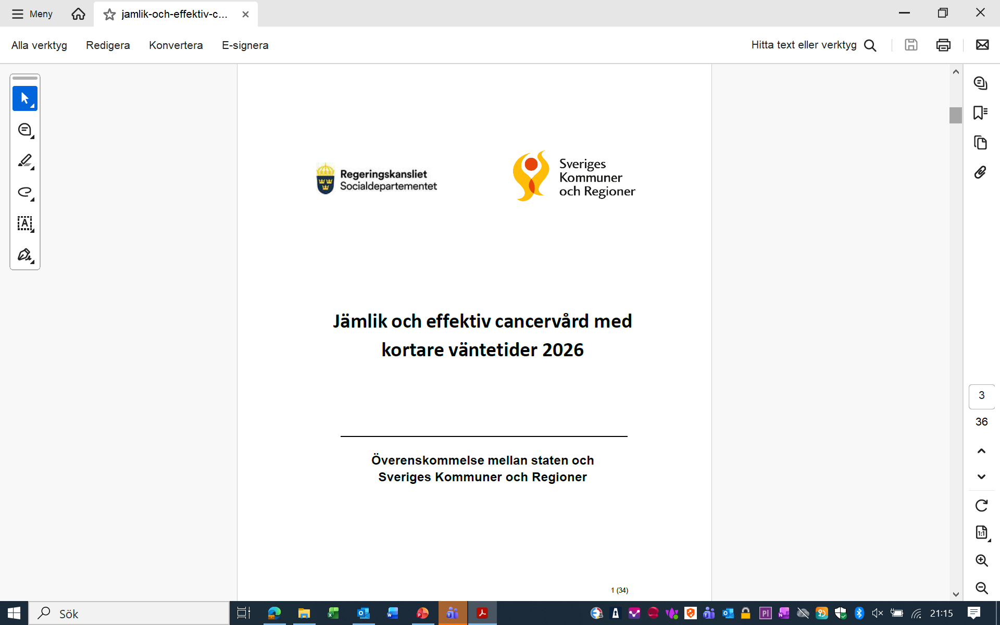 Meny
jamlik-och-effektiv-c...
Alla verktyg
Redigera
Konvertera
E-signera
Hitta text eller verktyg
Regeringskansliet
Socialdepartementet
Sveriges
Kommuner
och Regioner
Jämlik och effektiv cancervård med
kortare väntetider 2026
Överenskommelse mellan staten och
Sveriges Kommuner och Regioner
1 (34)
3
36
Sök
21:15